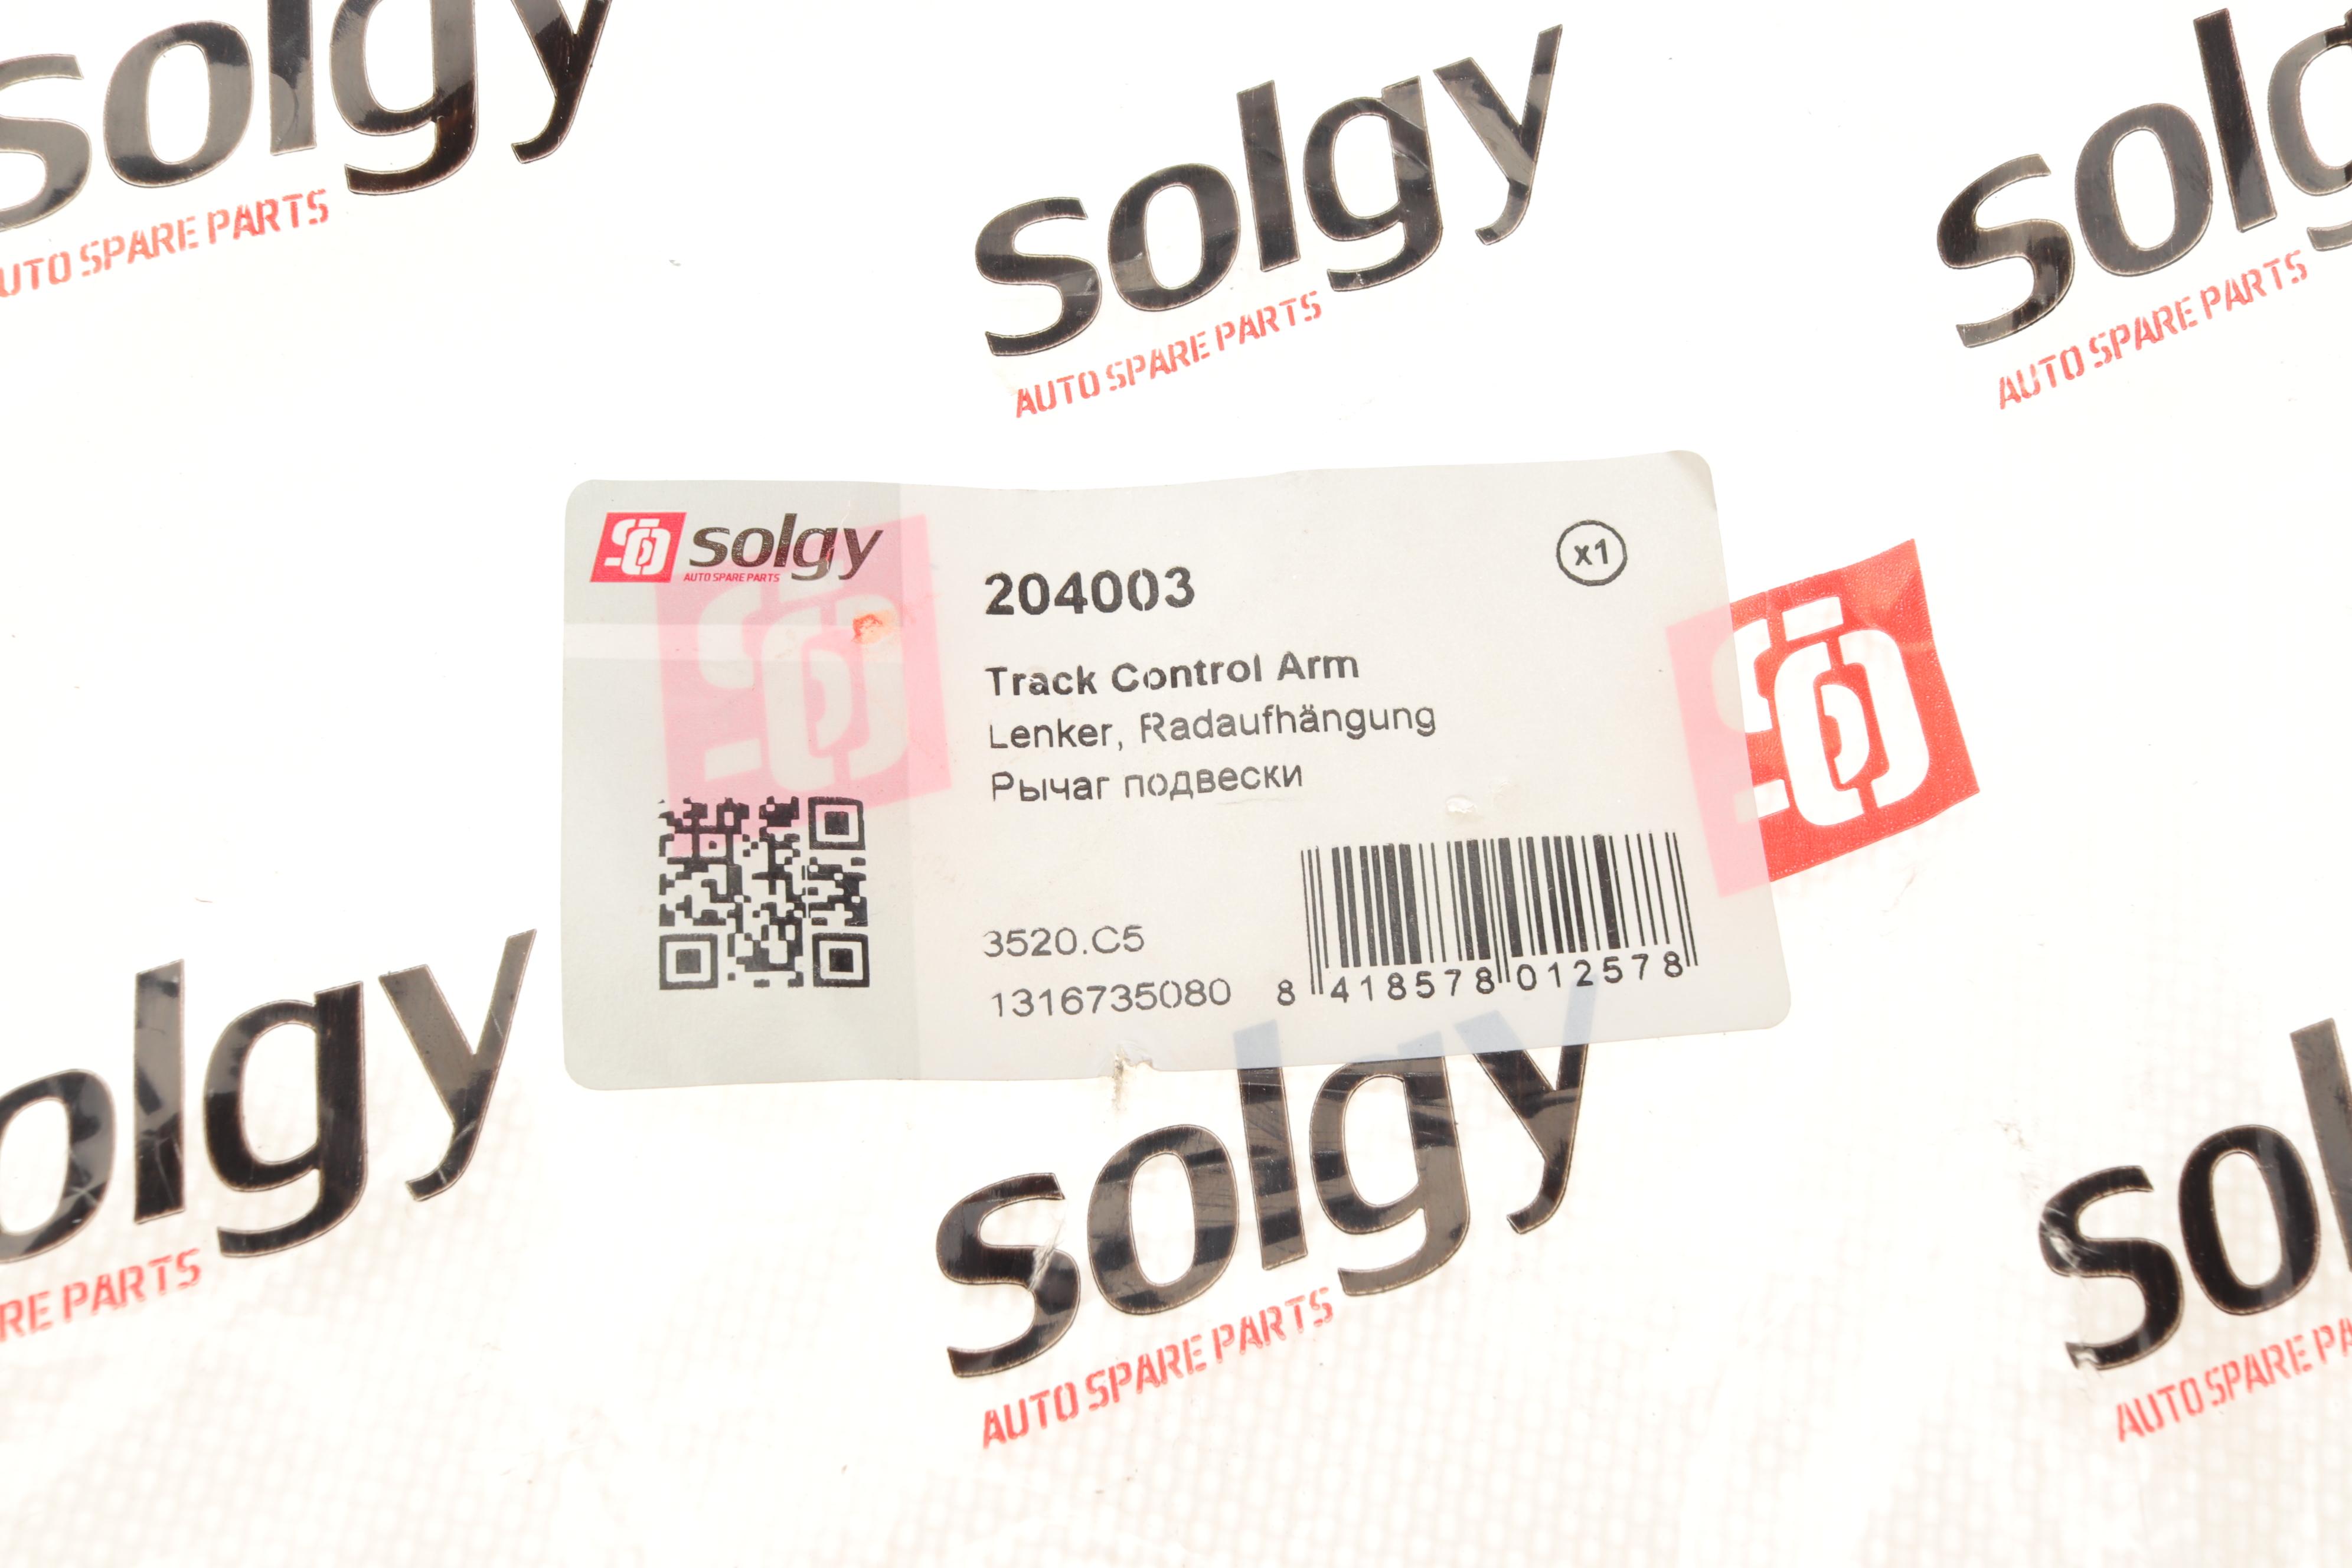 solgy
AUTO SPARE PARTS
solgy
AUTO SPARE PARTS
solg
AUTO SPARE PARTS
solgy
AUTO SPARE PARTS
204003
x1
Track Control Arm
Lenker, Radaufhängung
Рычаг подвески
3520.C5
1316735080
8 418578 012578
olgy
RE PARTS
solgy
AUTO SPARE PARTS
sol
AUTO SPARE PA